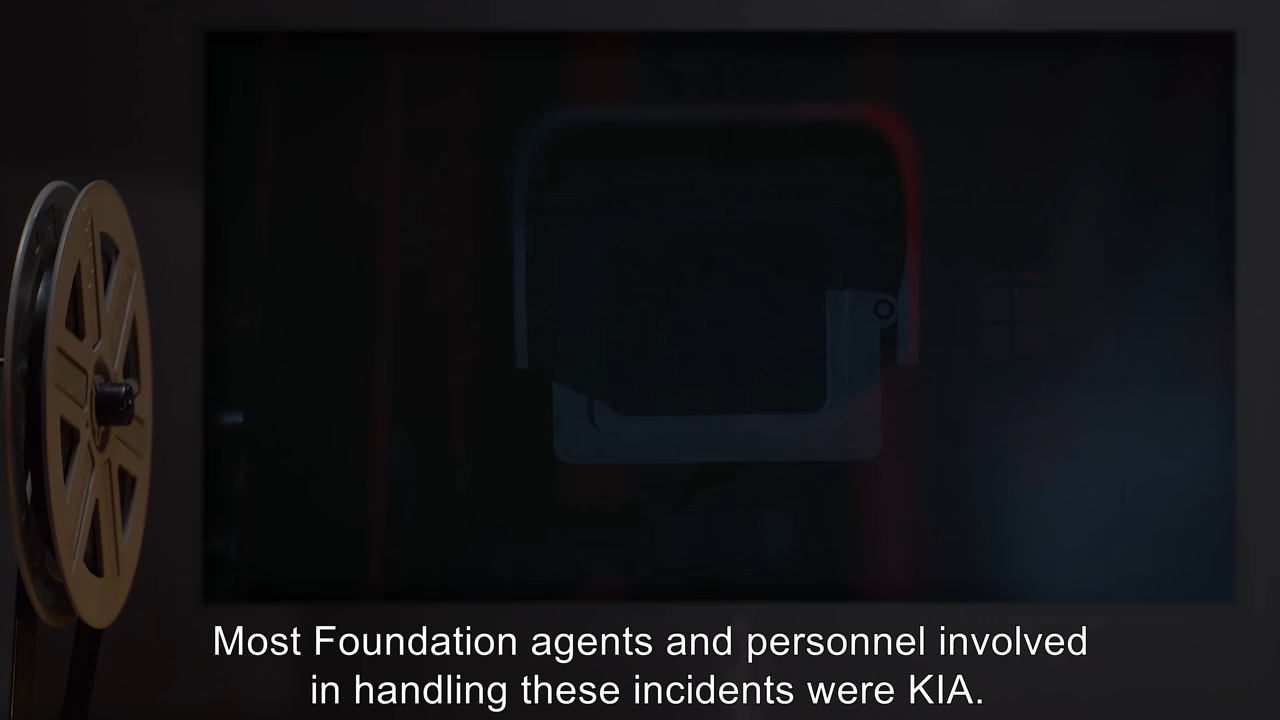 Most Foundation agents and personnel involved
in handling these incidents were KIA.